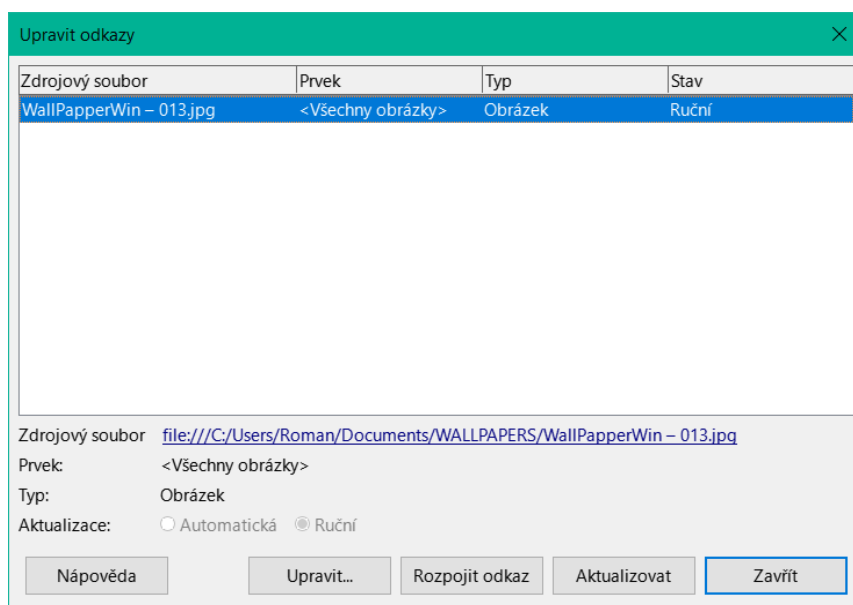 Upravit odkazy
Zdrojový soubor Prvek Typ Stav
WallPapperWin – 013.jpg <Všechny obrázky> Obrázek Ruční
Zdrojový soubor file:///C:/Users/Roman/Documents/WALLPAPERS/WallPapperWin – 013.jpg
Prvek: <Všechny obrázky>
Typ: Obrázek
Aktualizace: Automatická Ruční
Nápověda Upravit... Rozpojit odkaz Aktualizovat Zavřít